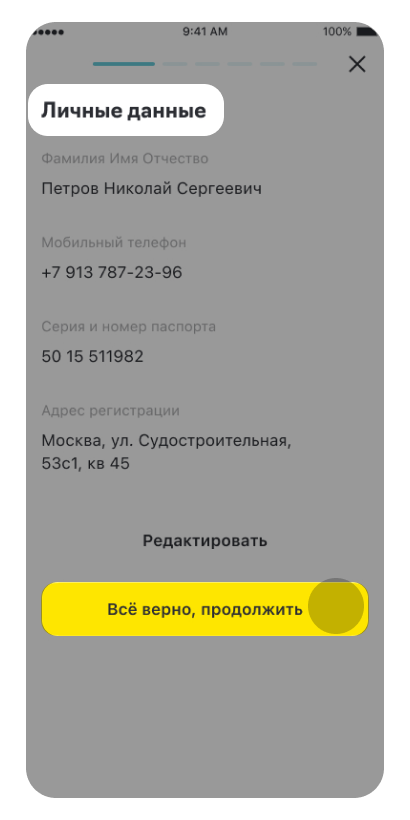 9:41 AM
100%
Личные данные
Фамилия Имя Отчество
Петров Николай Сергеевич
Мобильный телефон
+7 913 787-23-96
Серия и номер паспорта
50 15 511982
Адрес регистрации
Москва, ул. Судостроительная,
53с1, кв 45
Редактировать
Всё верно, продолжить